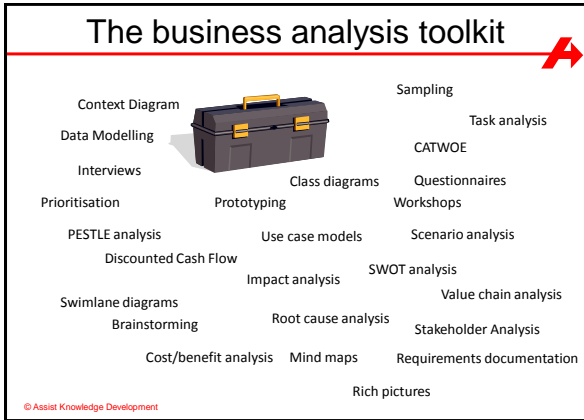 The business analysis toolkit
Sampling
Context Diagram
Task analysis
Data Modelling
CATWOE
Interviews
Class diagrams
Questionnaires
Prioritisation
Prototyping
Workshops
PESTLE analysis
Use case models
Scenario analysis
Discounted Cash Flow
Impact analysis
SWOT analysis
Value chain analysis
Swimlane diagrams
Brainstorming
Root cause analysis
Stakeholder Analysis
Cost/benefit analysis
Mind maps
Requirements documentation
Rich pictures
© Assist Knowledge Development